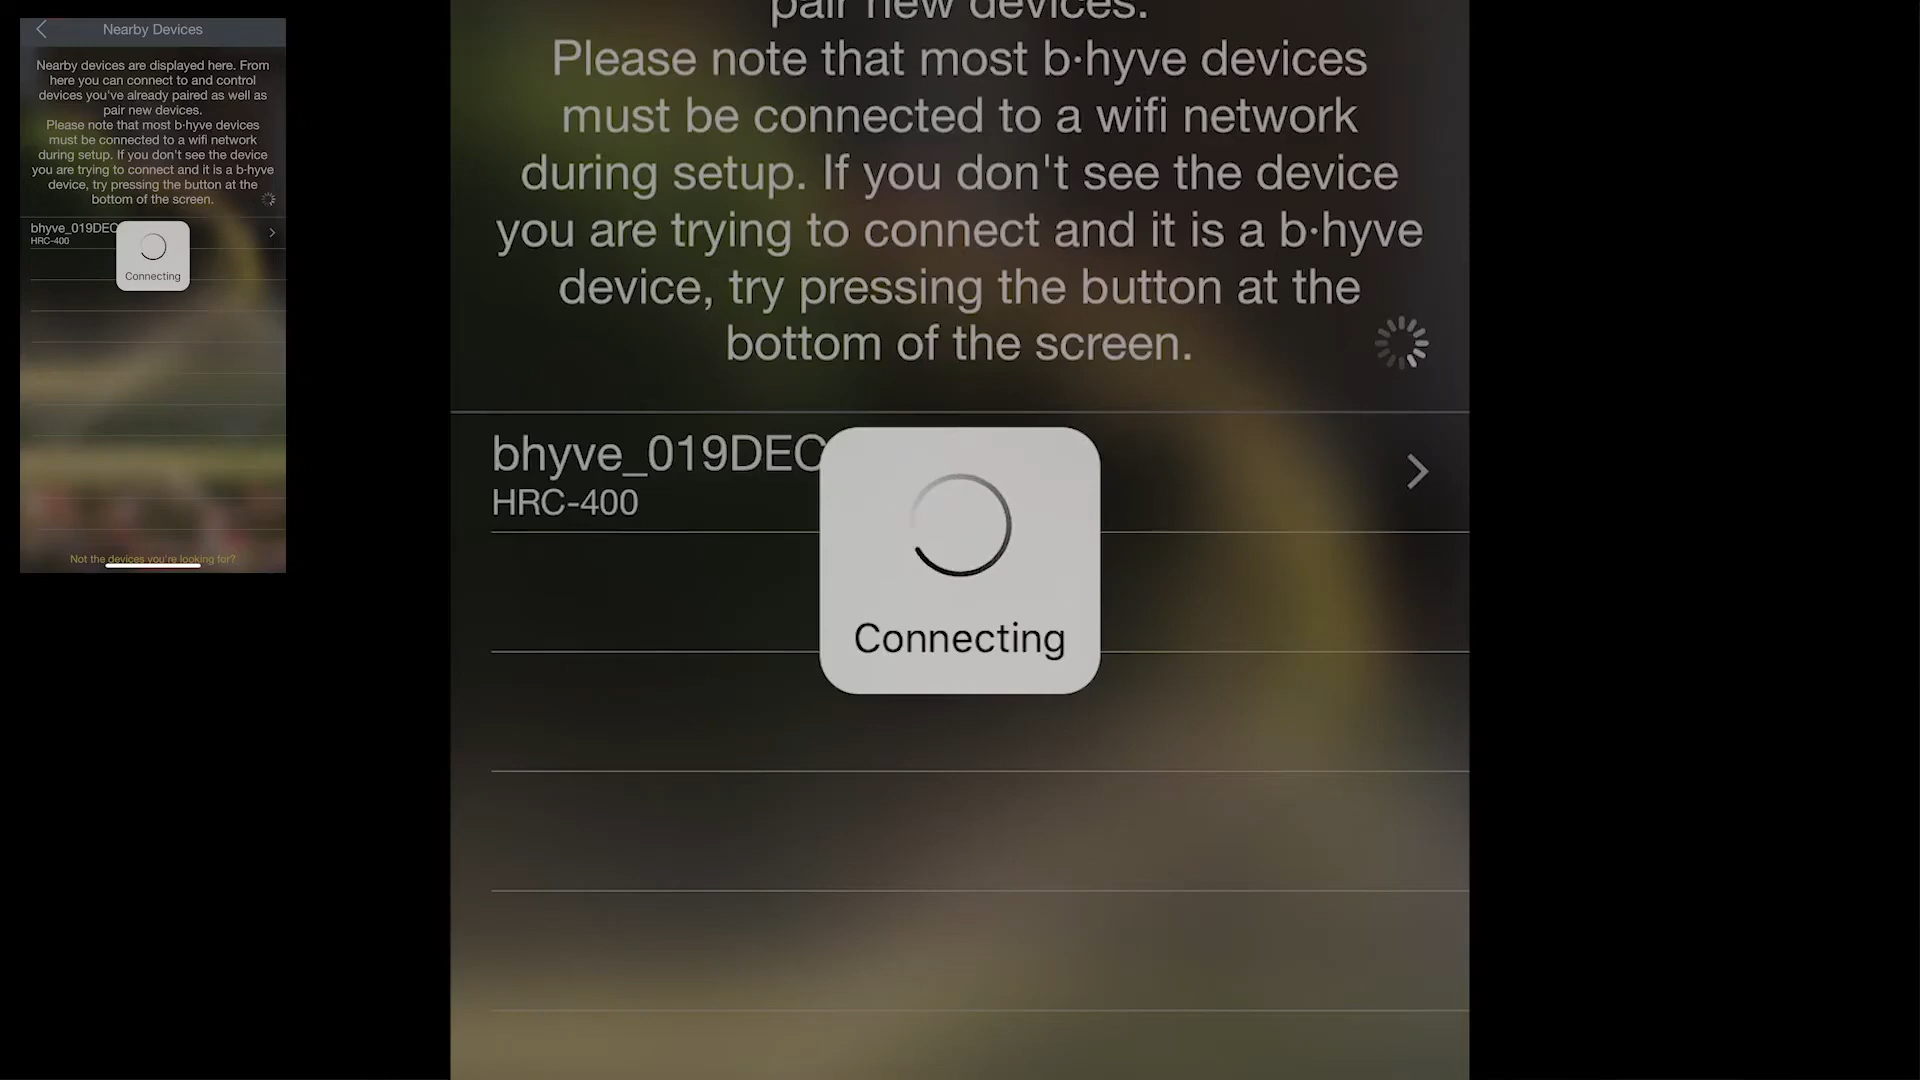 Nearby Devices
Nearby devices are displayed here. From
here you can connect to and control
devices you've already paired as well as
pair new devices.
Please note that most b·hyve devices
must be connected to a wifi network
during setup. If you don't see the device
you are trying to connect and it is a b·hyve
device, try pressing the button at the
bottom of the screen.
bhyve_019DEC
HRC-400
Connecting
Not the devices you're looking for?
pair new devices.
Please note that most b·hyve devices
must be connected to a wifi network
during setup. If you don't see the device
you are trying to connect and it is a b·hyve
device, try pressing the button at the
bottom of the screen.
bhyve_019DEC
HRC-400
Connecting